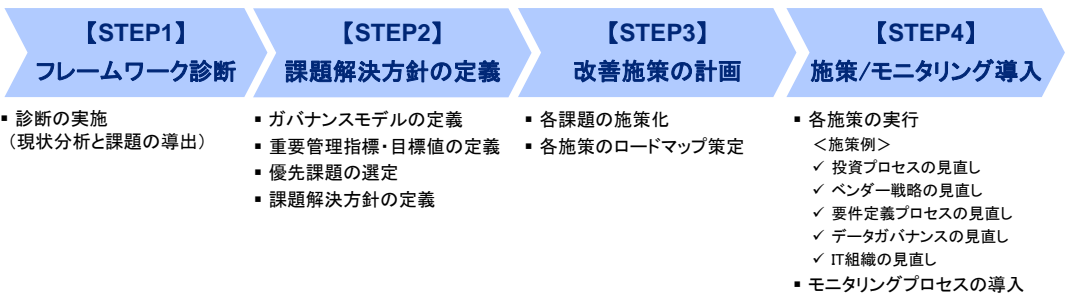 【STEP1】
フレームワーク診断
▪ 診断の実施
（現状分析と課題の導出）
【STEP2】
課題解決方針の定義
▪ ガバナンスモデルの定義
▪ 重要管理指標・目標値の定義
▪ 優先課題の選定
▪ 課題解決方針の定義
【STEP3】
改善施策の計画
▪ 各課題の施策化
▪ 各施策のロードマップ策定
【STEP4】
施策/モニタリング導入
▪ 各施策の実行
＜施策例＞
✓ 投資プロセスの見直し
✓ ベンダー戦略の見直し
✓ 要件定義プロセスの見直し
✓ データガバナンスの見直し
✓ IT組織の見直し
▪ モニタリングプロセスの導入